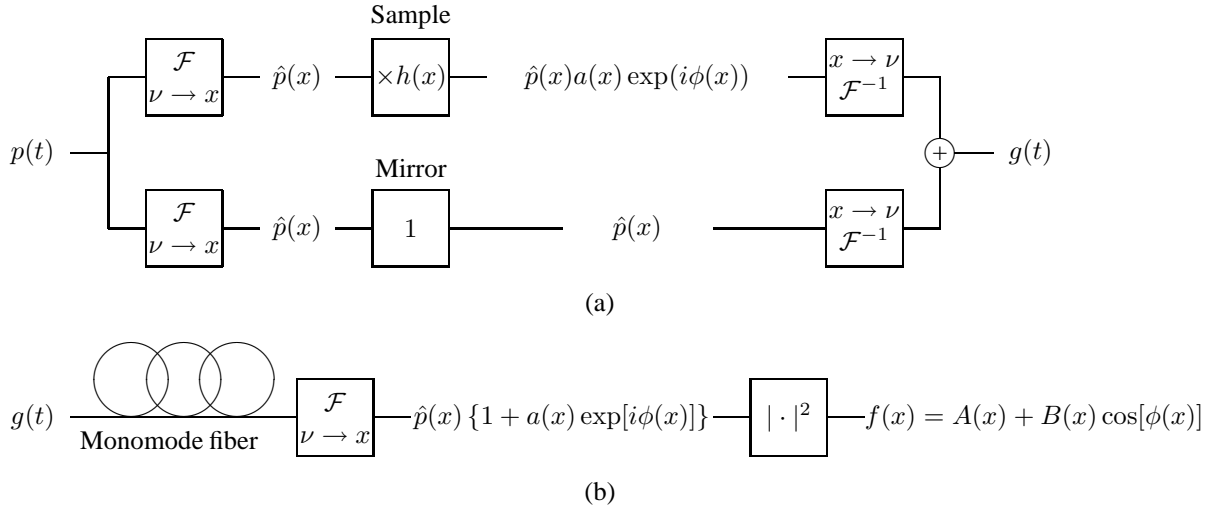 Sample
p(t)
𝓕
ν → x
p̂(x)
×h(x)
p̂(x)a(x) exp(iϕ(x))
x → ν
𝓕⁻¹
+
g(t)
Mirror
𝓕
ν → x
p̂(x)
1
p̂(x)
x → ν
𝓕⁻¹
(a)
g(t)
Monomode fiber
𝓕
ν → x
p̂(x) {1 + a(x) exp[iϕ(x)]}
| · |²
f(x) = A(x) + B(x) cos[ϕ(x)]
(b)